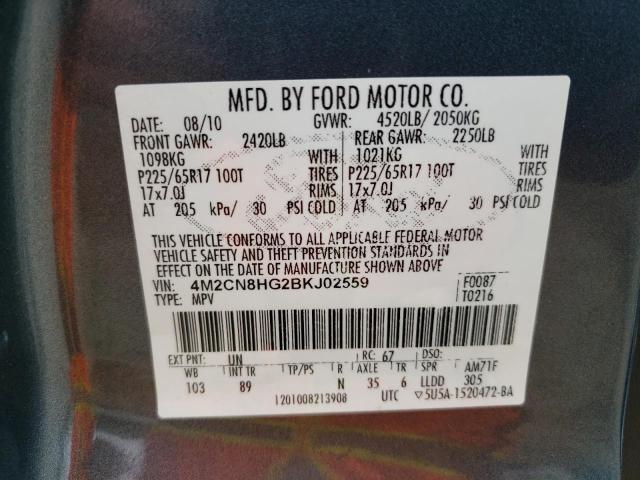 MFD. BY FORD MOTOR CO.
DATE: 08/10 GVWR: 4520LB/ 2050KG
FRONT GAWR: 2420LB REAR GAWR: 2250LB
1098KG WITH 1021KG WITH
P225/65R17 100T TIRES P225/65R17 100T TIRES
17x7.0J RIMS 17x7.0J RIMS
AT 205 kPa/ 30 PSI COLD AT 205 kPa/ 30 PSI COLD
THIS VEHICLE CONFORMS TO ALL APPLICABLE FEDERAL MOTOR
VEHICLE SAFETY AND THEFT PREVENTION STANDARDS IN
EFFECT ON THE DATE OF MANUFACTURE SHOWN ABOVE
VIN: 4M2CN8HG2BKJ02559 F0087
TYPE: MPV T0216
EXT PNT: UN RC: 67 DSO:
WB INT TR TP/PS R AXLE TR SPR AM71F
103 89 N 35 6 LLDD 305
1201008213908 UTC ▽5U5A-1520472-BA